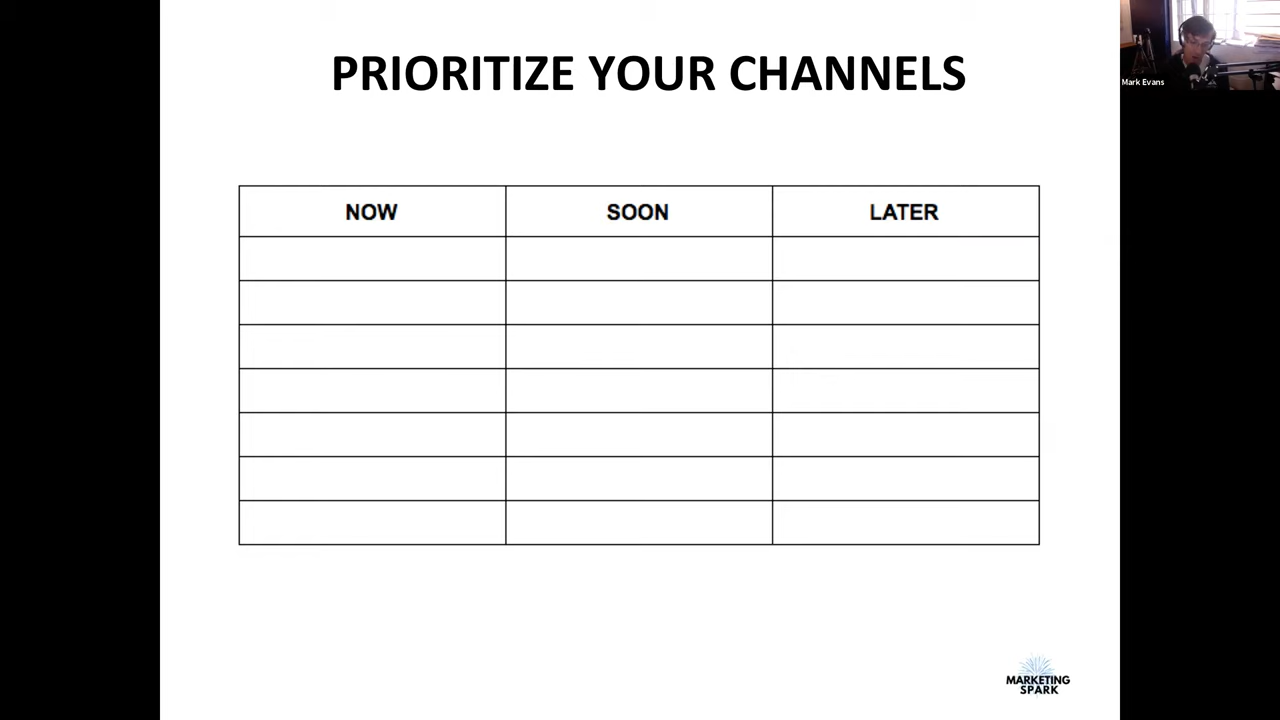 PRIORITIZE YOUR CHANNELS
Mark Evans
NOW SOON LATER
MARKETING
SPARK